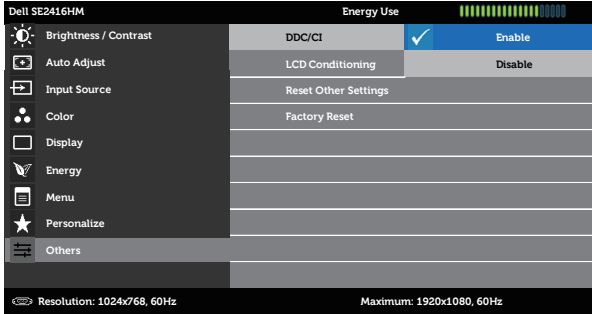 Dell SE2416HM Energy Use
Brightness / Contrast DDC/CI Enable
Auto Adjust LCD Conditioning Disable
Input Source Reset Other Settings
Color Factory Reset
Display
Energy
Menu
Personalize
Others
Resolution: 1024x768, 60Hz Maximum: 1920x1080, 60Hz